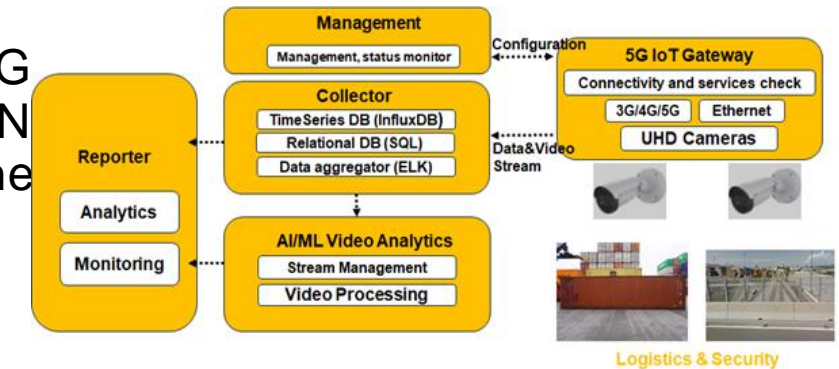 G
N
ne
Management
Management, status monitor
Configuration
5G IoT Gateway
Connectivity and services check
3G/4G/5G
Ethernet
UHD Cameras
Collector
TimeSeries DB (InfluxDB)
Relational DB (SQL)
Data aggregator (ELK)
Data&Video
Stream
Reporter
Analytics
Monitoring
AI/ML Video Analytics
Stream Management
Video Processing
Logistics & Security